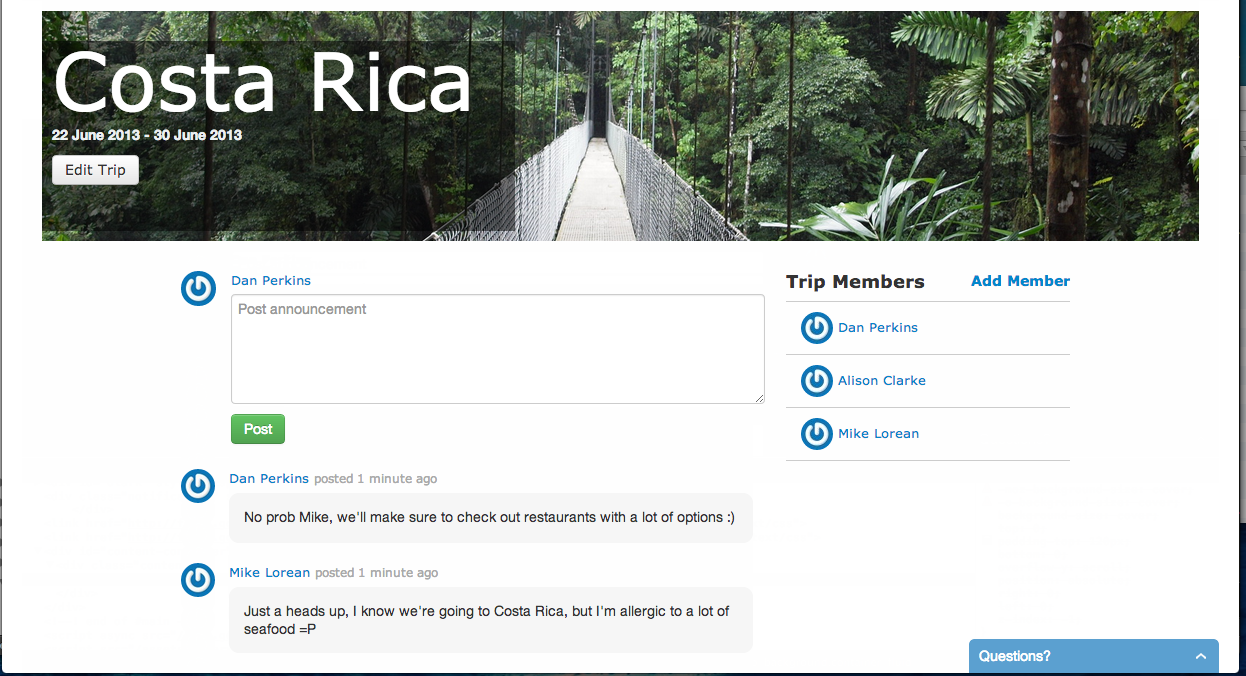 Costa Rica
22 June 2013 - 30 June 2013
Edit Trip
Dan Perkins
Post announcement
Post
Dan Perkins posted 1 minute ago
No prob Mike, we'll make sure to check out restaurants with a lot of options :)
Mike Lorean posted 1 minute ago
Just a heads up, I know we're going to Costa Rica, but I'm allergic to a lot of
seafood =P
Trip Members Add Member
Dan Perkins
Alison Clarke
Mike Lorean
Questions?